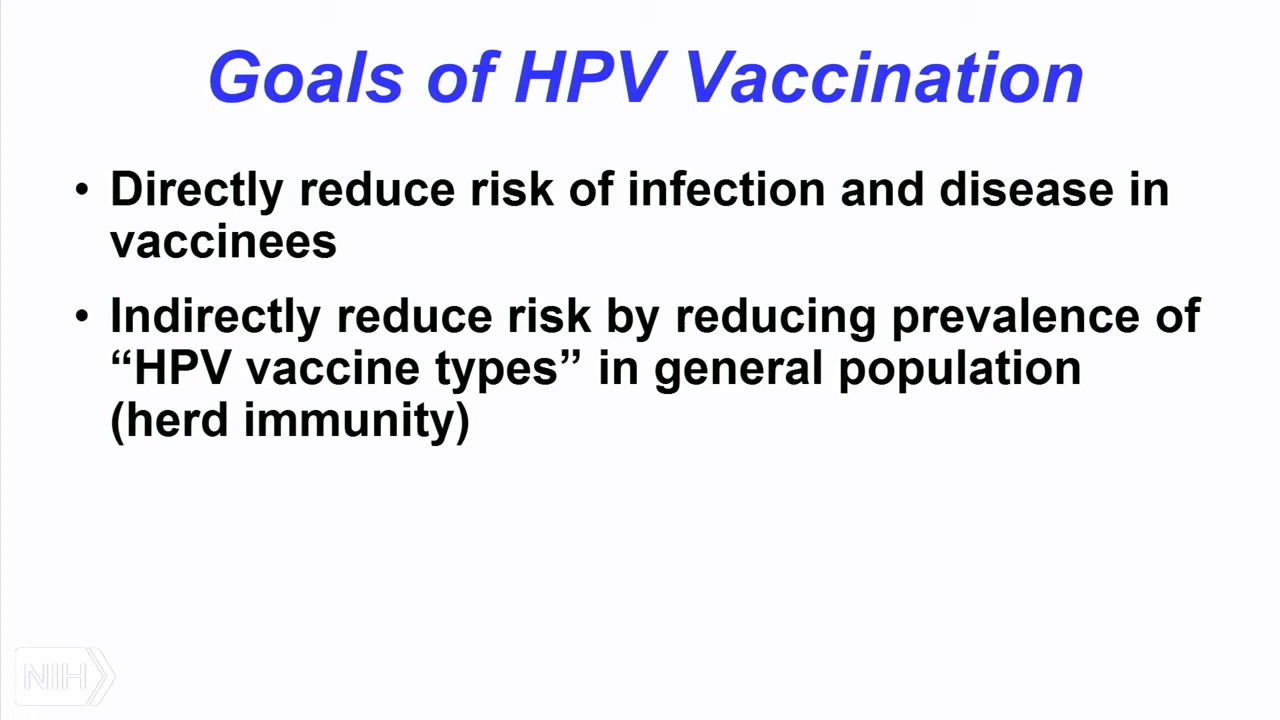 Goals of HPV Vaccination
• Directly reduce risk of infection and disease in
vaccinees
• Indirectly reduce risk by reducing prevalence of
“HPV vaccine types” in general population
(herd immunity)
NIH